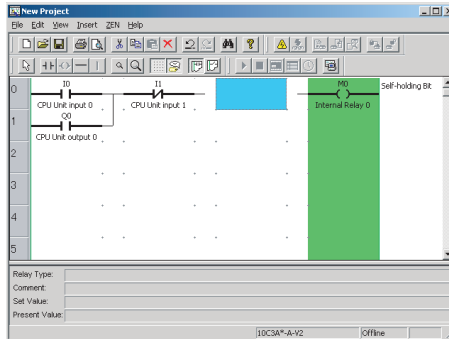 New Project
File Edit View Insert ZEN Help
0 I0 I1 M0 Self-holding Bit
CPU Unit input 0 CPU Unit input 1 Internal Relay 0
1 Q0
CPU Unit output 0
2
3
4
5
Relay Type:
Comment:
Set Value:
Present Value:
10C3A*-A-V2 Offline